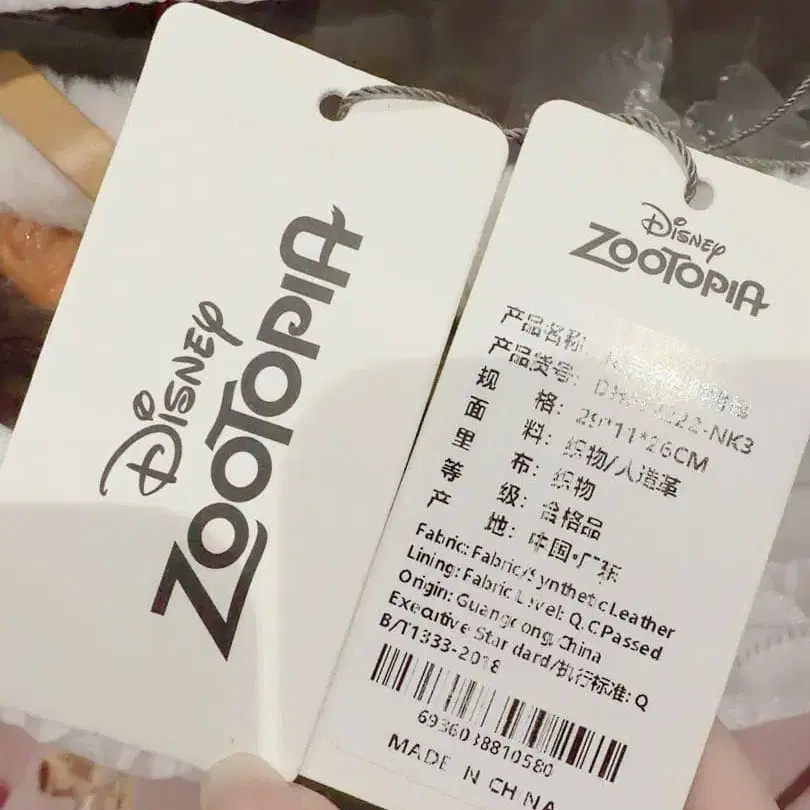 Disney
ZOOTOPIA
Disney
ZOOTOPIA
产品名称:
产品货号: 22-NK3
规 格: 29*11*26CM
面 料: 织物/人造革
里 布: 织物
等 级: 合格品
产 地: 中国·广东
Fabric: Fabric/Synthetic Leather
Lining: Fabric Level: Q.C Passed
Origin: Guangdong, China
Executive Standard/执行标准: Q
B/T1333-2018
6936038810580
MADE IN CHINA